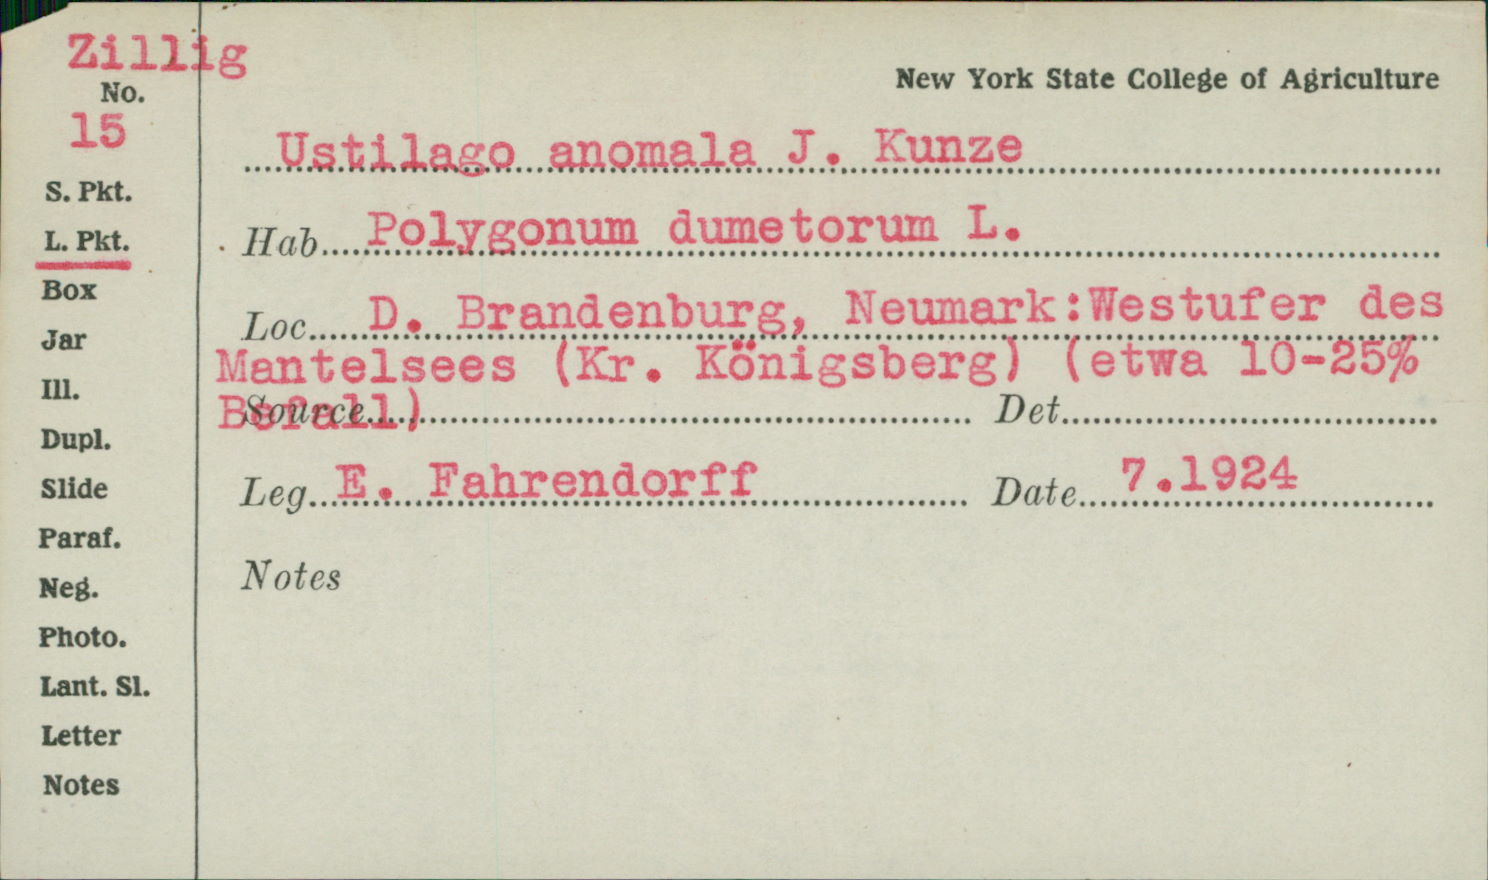 Zillig
No.
15
New York State College of Agriculture
Ustilago anomala J. Kunze
S. Pkt.
Hab. Polygonum dumetorum L.
L. Pkt.
Box
Loc. D. Brandenburg, Neumark:Westufer des
Mantelsees (Kr. Königsberg) (etwa 10-25%
Befall)
Jar
Ill.
Source Det.
Dupl.
Slide
Leg. E. Fahrendorff Date 7.1924
Paraf.
Neg.
Notes
Photo.
Lant. Sl.
Letter
Notes